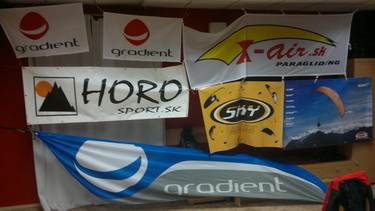 gradient
gradient
X-air.sk
PARAGLIDING
HORO
SPORT.SK
SKY
gradient